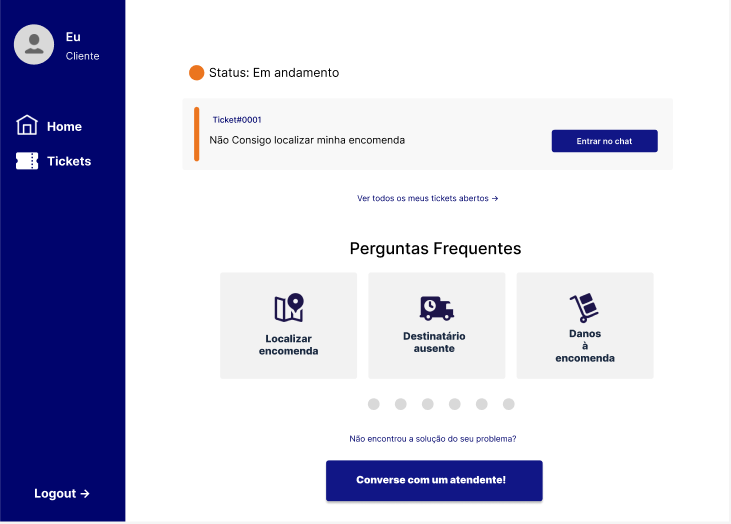 Eu
Cliente
Home
Tickets
Logout →
Status: Em andamento
Ticket#0001
Não Consigo localizar minha encomenda
Entrar no chat
Ver todos os meus tickets abertos →
Perguntas Frequentes
Localizar
encomenda
Destinatário
ausente
Danos
à
encomenda
Não encontrou a solução do seu problema?
Converse com um atendente!